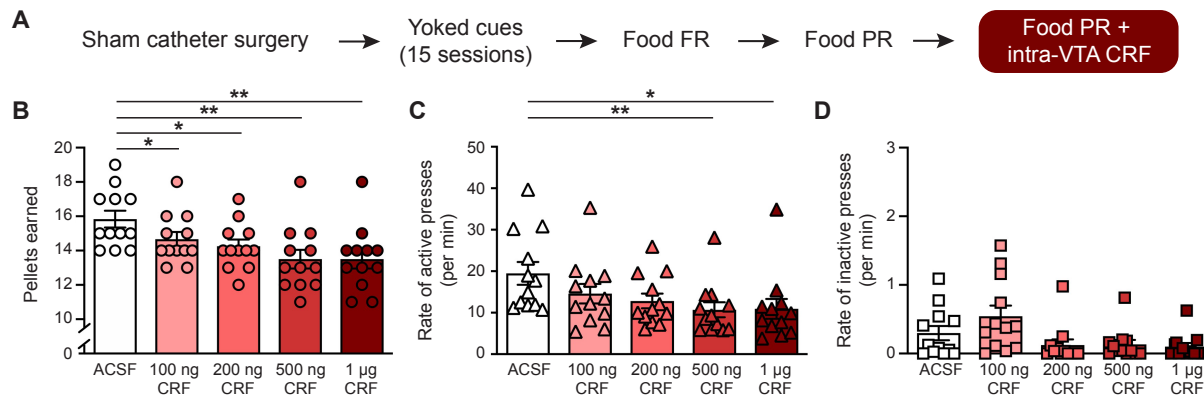 A
Sham catheter surgery
Yoked cues
(15 sessions)
Food FR
Food PR
Food PR +
intra-VTA CRF
B
**
**
*
*
Pellets earned
20
18
16
14
12
10
0
ACSF
100 ng
CRF
200 ng
CRF
500 ng
CRF
1 µg
CRF
C
*
**
Rate of active presses
(per min)
50
40
30
20
10
0
ACSF
100 ng
CRF
200 ng
CRF
500 ng
CRF
1 µg
CRF
D
Rate of inactive presses
(per min)
3
2
1
0
ACSF
100 ng
CRF
200 ng
CRF
500 ng
CRF
1 µg
CRF